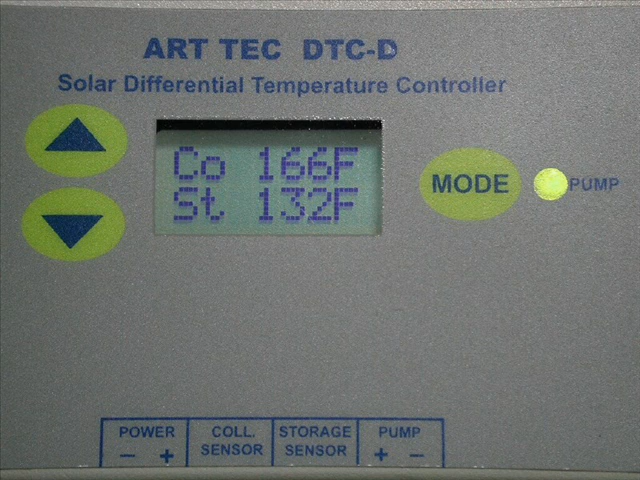 ART TEC DTC-D
Solar Differential Temperature Controller
Co 166F
St 132F
MODE
PUMP
POWER
- +
COLL.
SENSOR
STORAGE
SENSOR
PUMP
+ -